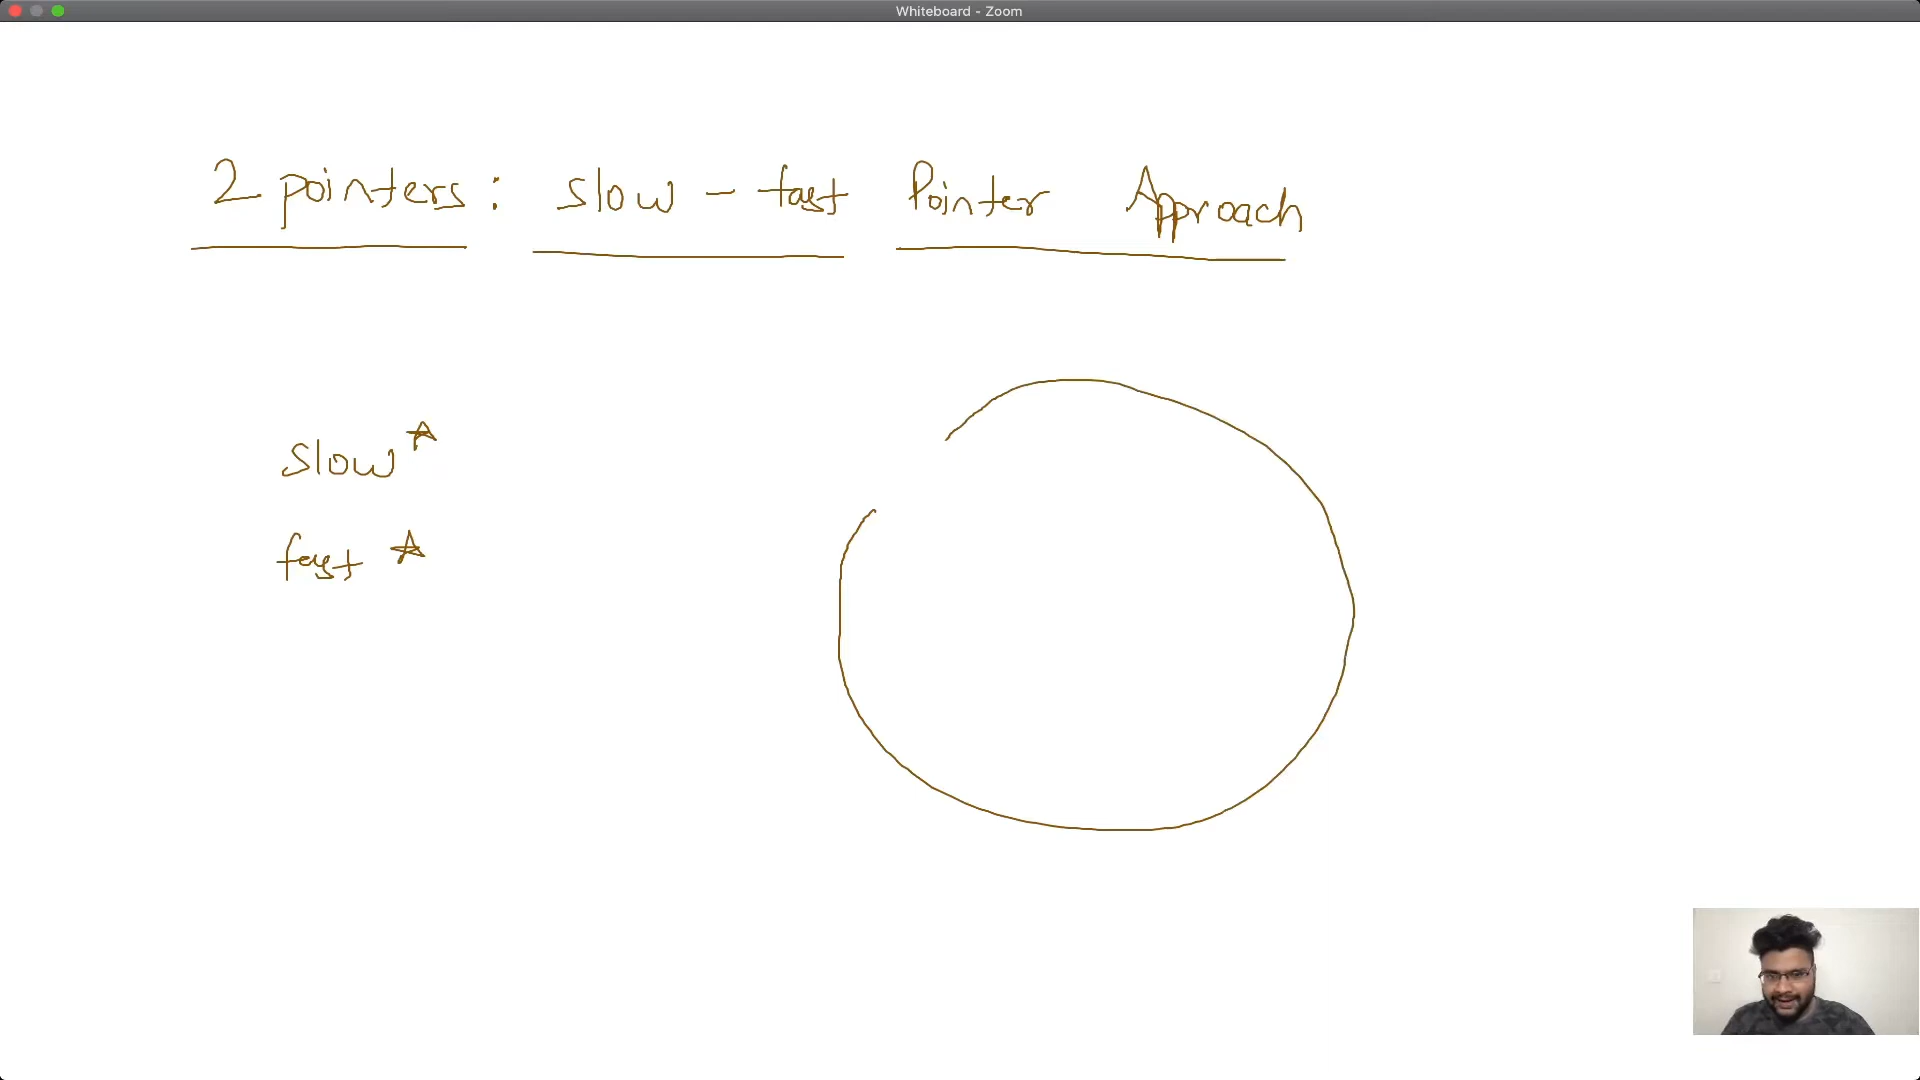 Whiteboard - Zoom
2 pointers: slow - fast Pointer Approach
slow *
fast *